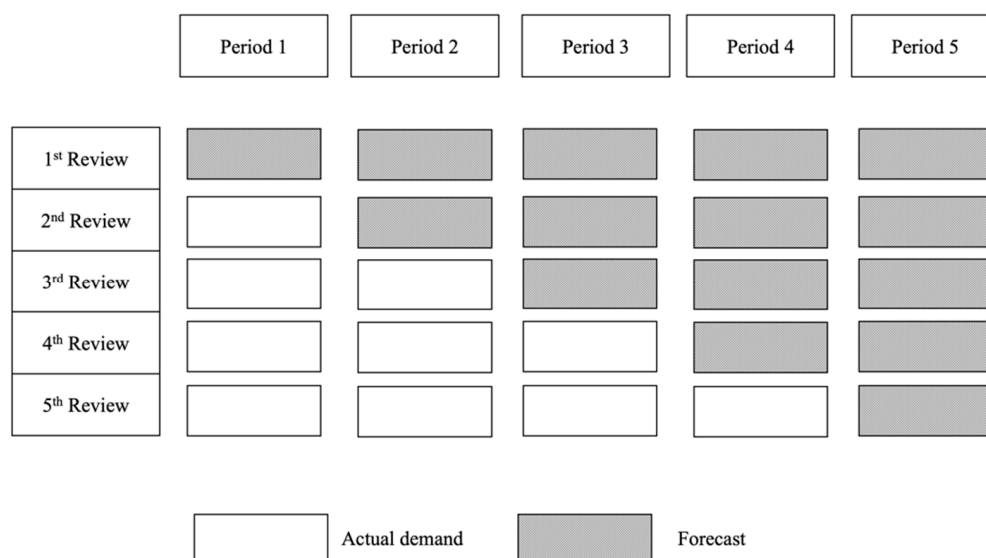 Period 1 Period 2 Period 3 Period 4 Period 5
1st Review
2nd Review
3rd Review
4th Review
5th Review
Actual demand Forecast